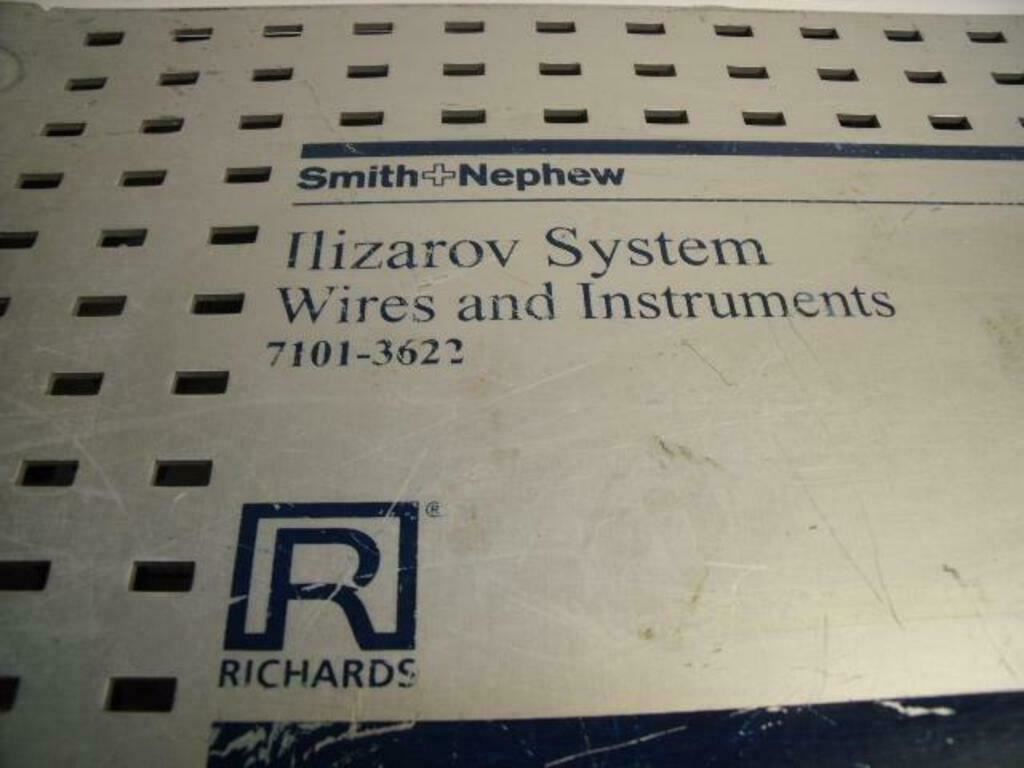 Smith+Nephew
Ilizarov System
Wires and Instruments
7101-3622
R®
RICHARDS